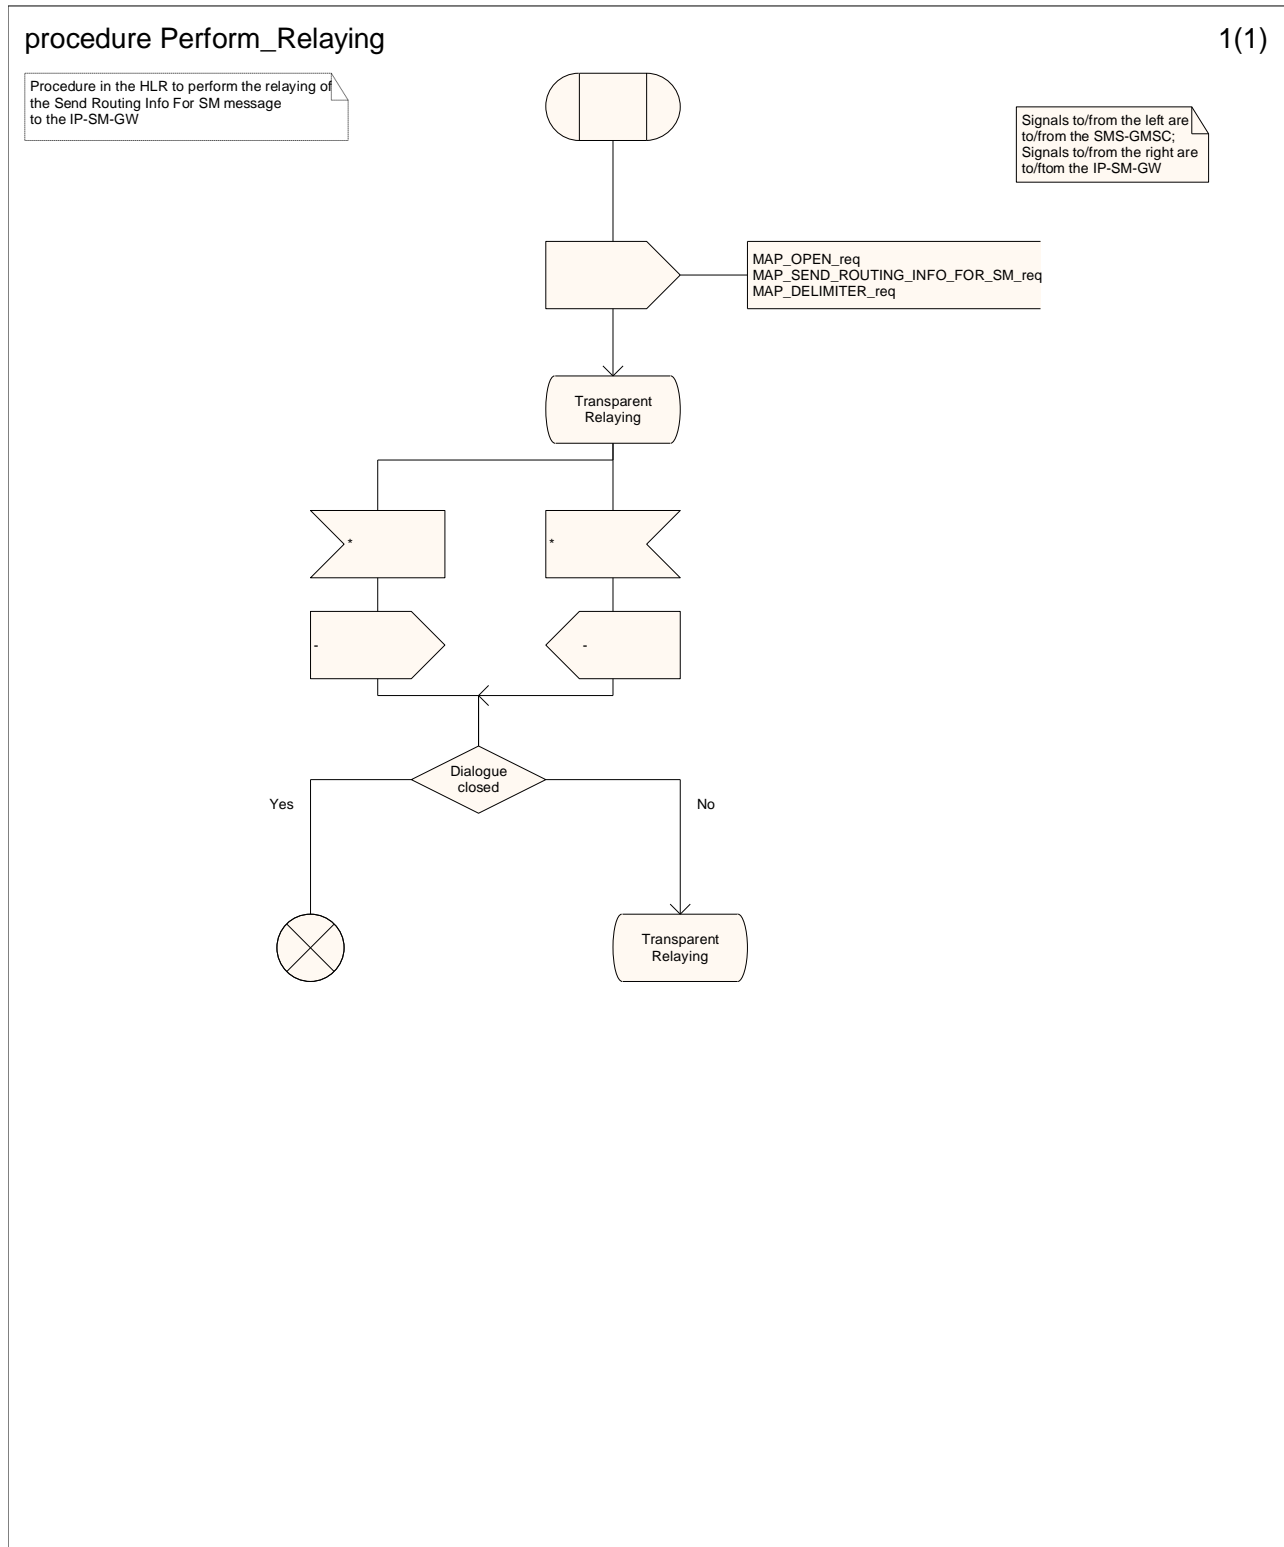 procedure Perform_Relaying
1(1)
Procedure in the HLR to perform the relaying of
the Send Routing Info For SM message
to the IP-SM-GW
Signals to/from the left are
to/from the SMS-GMSC;
Signals to/from the right are
to/ftom the IP-SM-GW
MAP_OPEN_req
MAP_SEND_ROUTING_INFO_FOR_SM_req
MAP_DELIMITER_req
Transparent
Relaying
*
*
-
-
Dialogue
closed
Yes
No
Transparent
Relaying